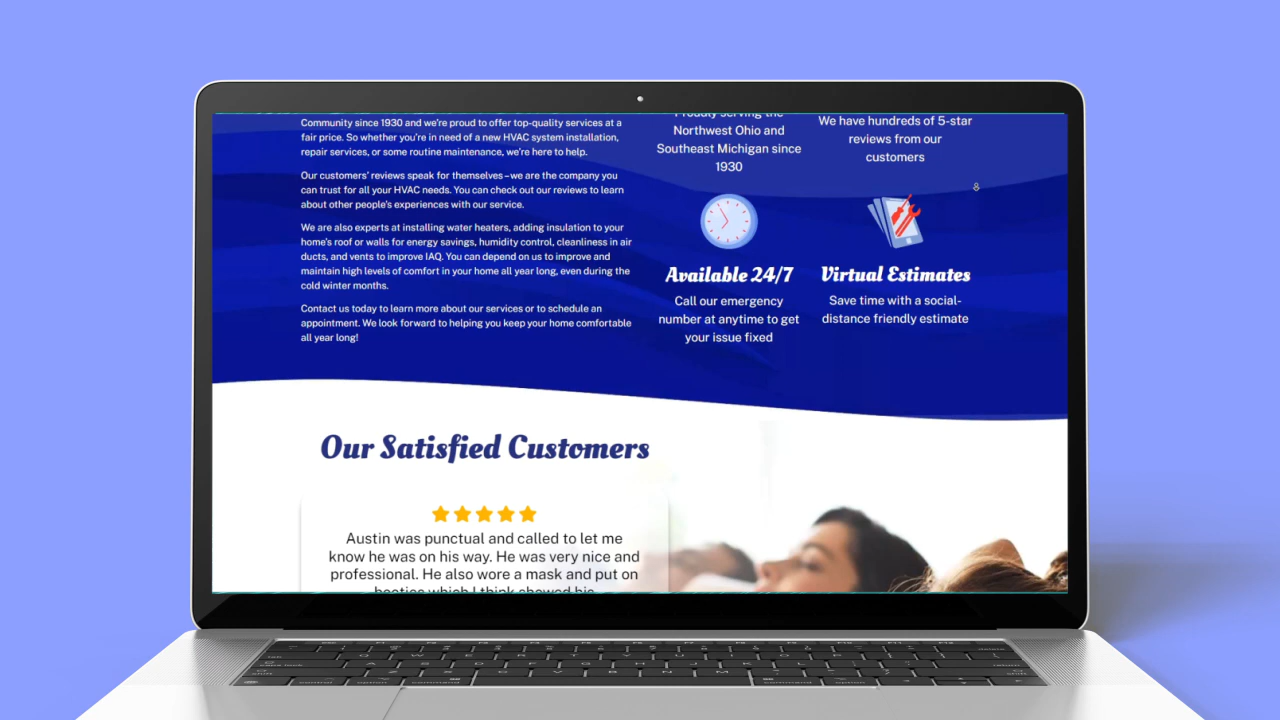 Community since 1930 and we're proud to offer top-quality services at a
fair price. So whether you're in need of a new HVAC system installation,
repair services, or some routine maintenance, we're here to help.
Our customers' reviews speak for themselves – we are the company you
can trust for all your HVAC needs. You can check out our reviews to learn
about other people's experiences with our service.
We are also experts at installing water heaters, adding insulation to your
home's roof or walls for energy savings, humidity control, cleanliness in air
ducts, and vents to improve IAQ. You can depend on us to improve and
maintain high levels of comfort in your home all year long, even during the
cold winter months.
Contact us today to learn more about our services or to schedule an
appointment. We look forward to helping you keep your home comfortable
all year long!
Proudly serving the
Northwest Ohio and
Southeast Michigan since
1930
We have hundreds of 5-star
reviews from our
customers
Available 24/7
Call our emergency
number at anytime to get
your issue fixed
Virtual Estimates
Save time with a social-
distance friendly estimate
Our Satisfied Customers
Austin was punctual and called to let me
know he was on his way. He was very nice and
professional. He also wore a mask and put on
booties which I think showed his